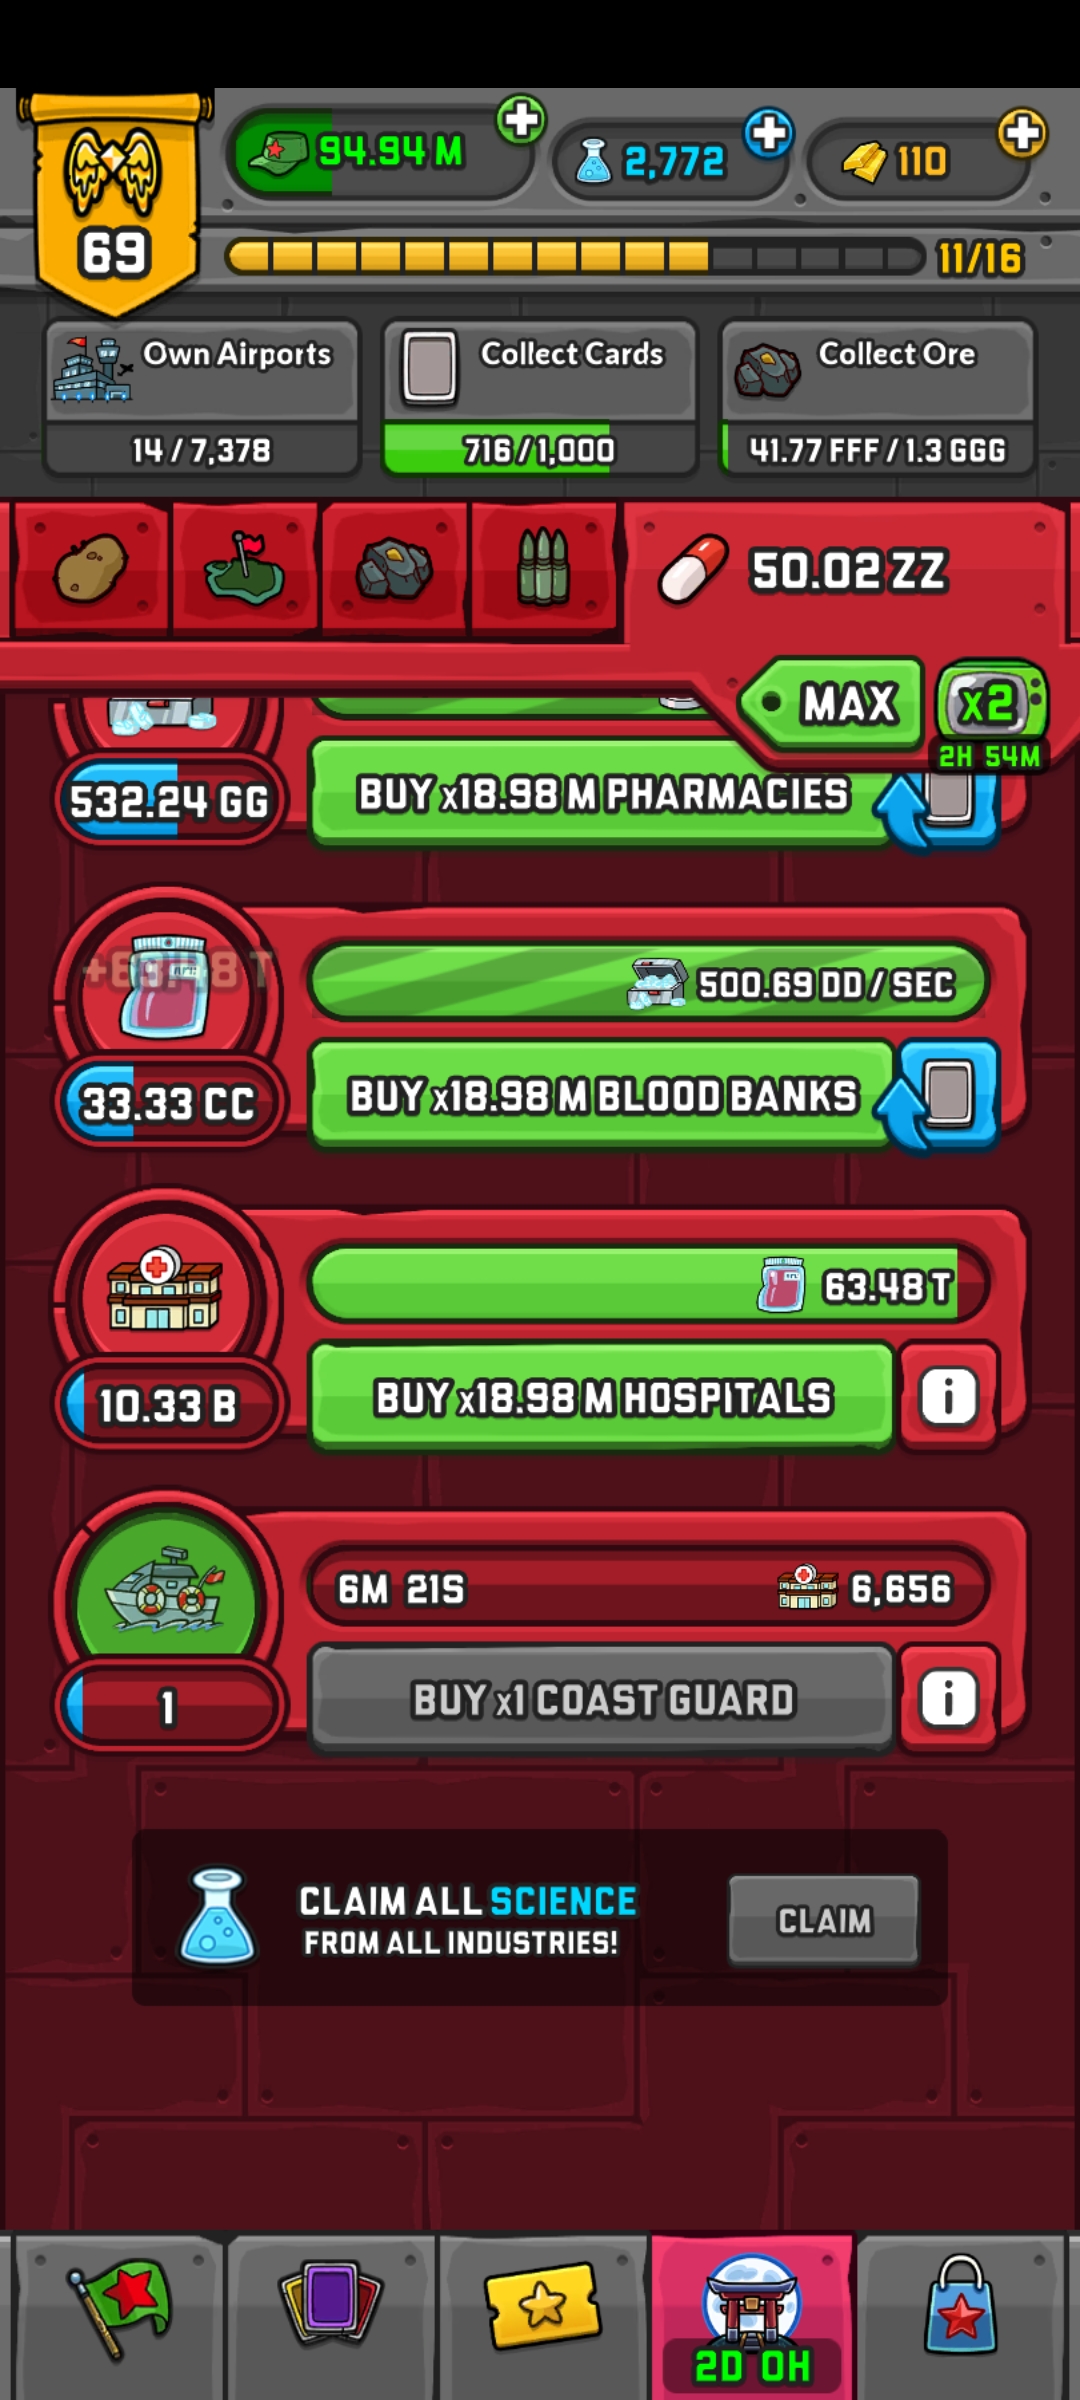 94.94 M
2,772
110
69
11/16
Own Airports
14 / 7,378
Collect Cards
716 / 1,000
Collect Ore
41.77 FFF / 1.3 GGG
50.02 ZZ
MAX
x2
2H 54M
532.24 GG
BUY x18.98 M PHARMACIES
500.69 DD / SEC
33.33 CC
BUY x18.98 M BLOOD BANKS
63.48 T
10.33 B
BUY x18.98 M HOSPITALS
6M 21S
6,656
1
BUY x1 COAST GUARD
CLAIM ALL SCIENCE
FROM ALL INDUSTRIES!
CLAIM
2D 0H